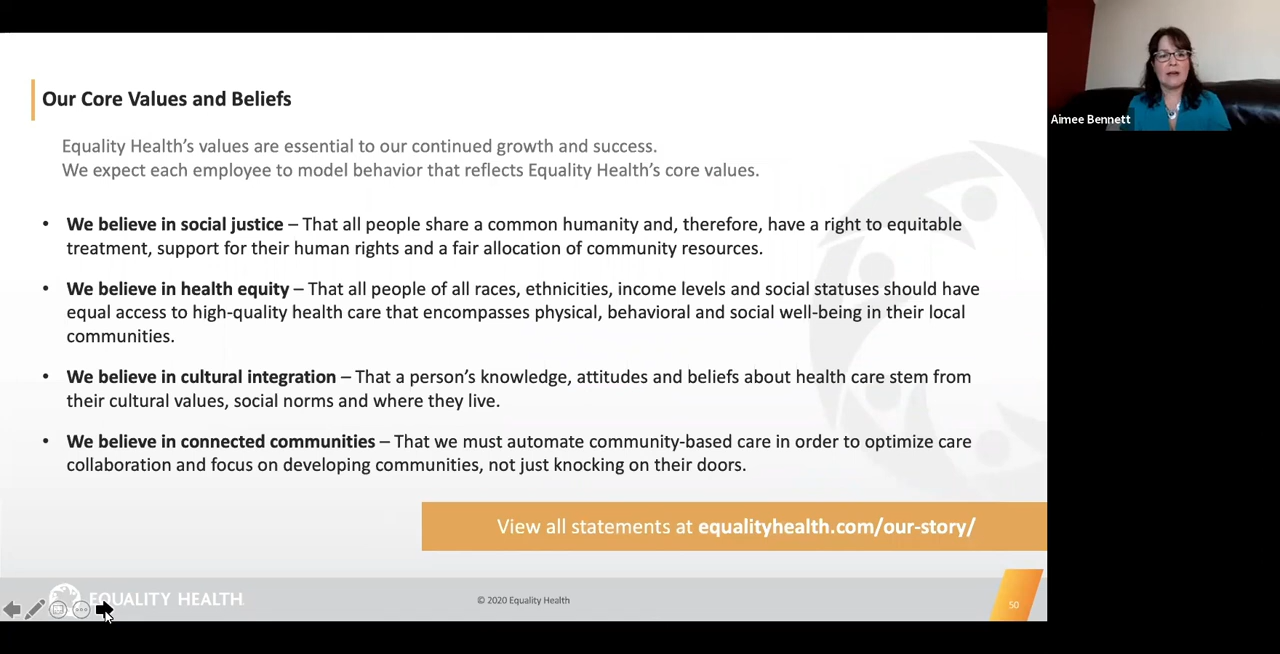 Our Core Values and Beliefs
Aimee Bennett
Equality Health’s values are essential to our continued growth and success.
We expect each employee to model behavior that reflects Equality Health’s core values.
• We believe in social justice – That all people share a common humanity and, therefore, have a right to equitable
treatment, support for their human rights and a fair allocation of community resources.
• We believe in health equity – That all people of all races, ethnicities, income levels and social statuses should have
equal access to high-quality health care that encompasses physical, behavioral and social well-being in their local
communities.
• We believe in cultural integration – That a person’s knowledge, attitudes and beliefs about health care stem from
their cultural values, social norms and where they live.
• We believe in connected communities – That we must automate community-based care in order to optimize care
collaboration and focus on developing communities, not just knocking on their doors.
View all statements at equalityhealth.com/our-story/
EQUALITY HEALTH
© 2020 Equality Health
50